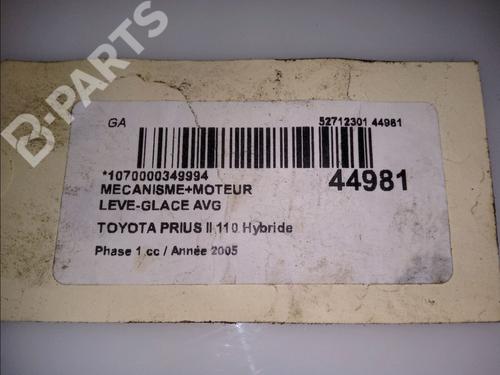 B-PARTS
GA
52712301 44981
*1070000349994
44981
MECANISME+MOTEUR
LEVE-GLACE AVG
TOYOTA PRIUS II 110 Hybride
Phase 1 cc / Année 2005